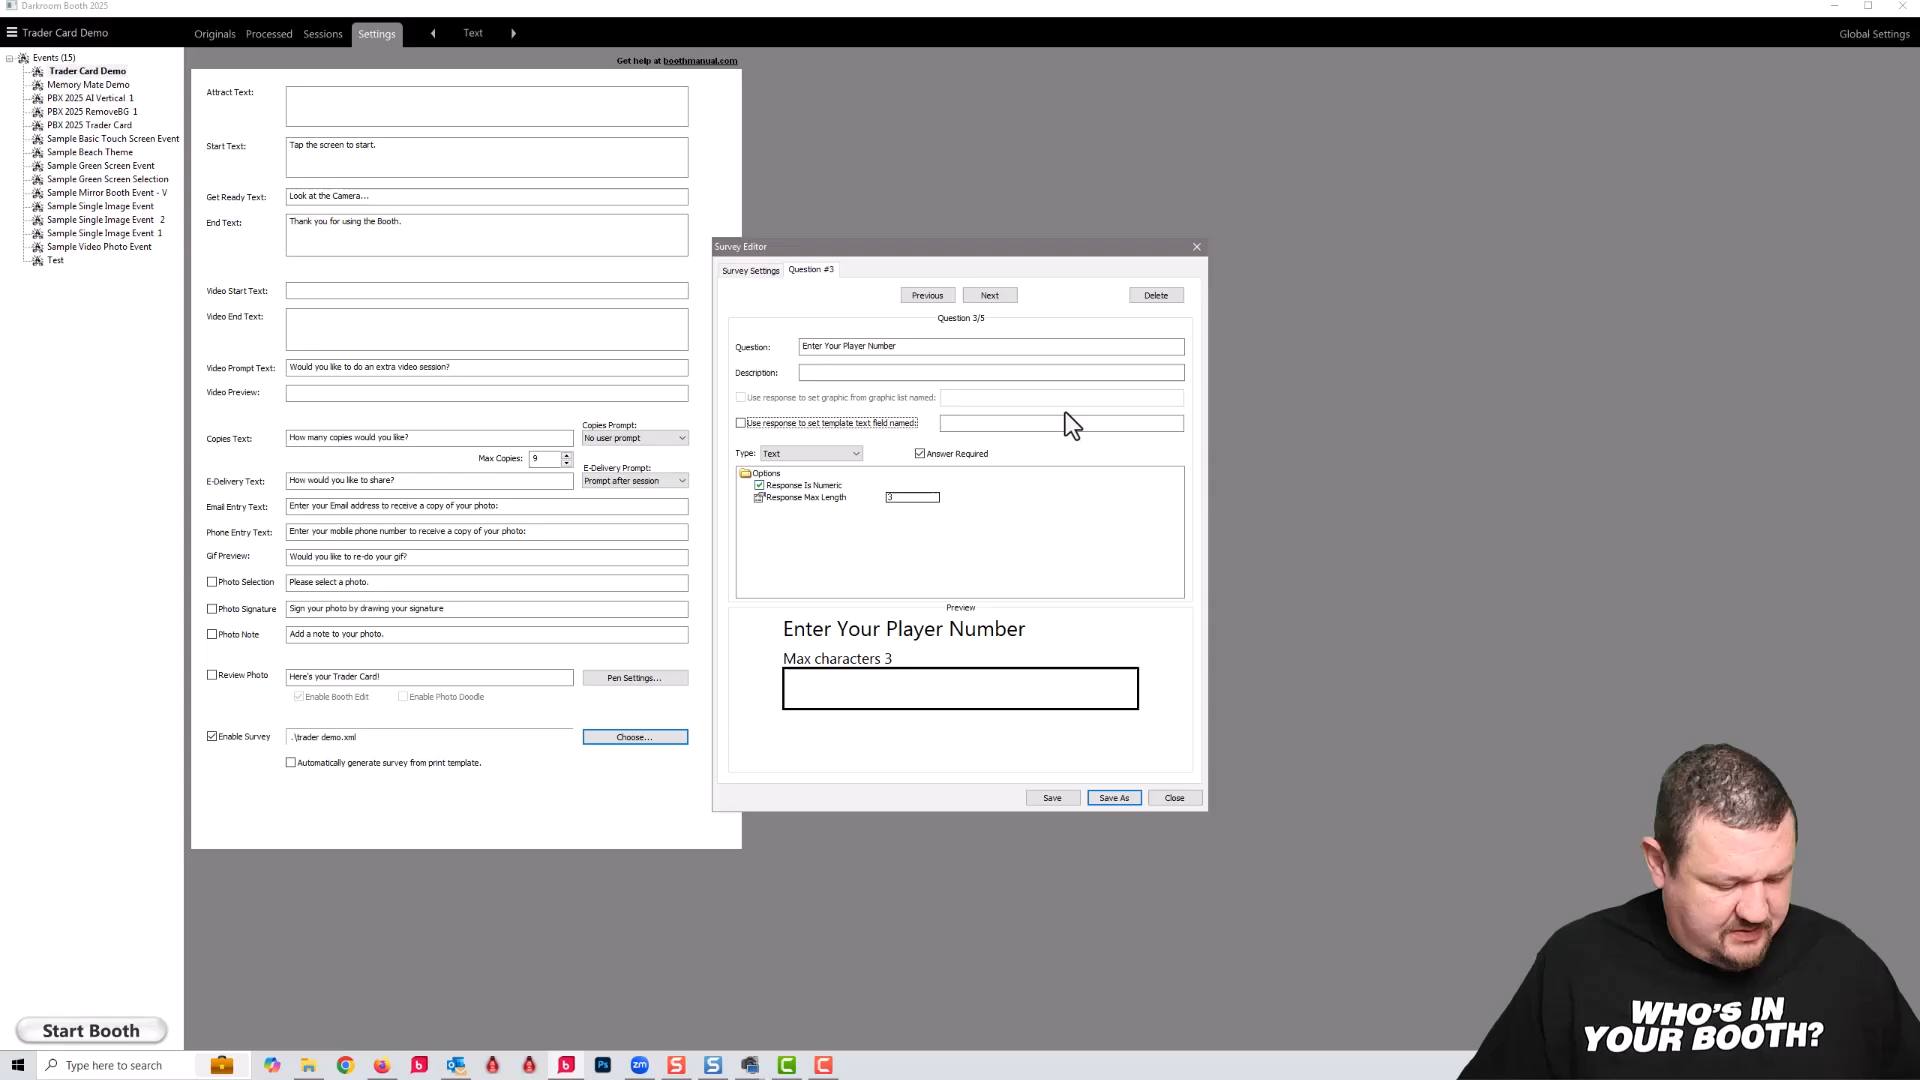 Darkroom Booth 2025
Trader Card Demo
Originals
Processed
Sessions
Settings
Text
Global Settings
Events (15)
Trader Card Demo
Memory Mate Demo
PBX 2025 AI Vertical 1
PBX 2025 RemoveBG 1
PBX 2025 Trader Card
Sample Basic Touch Screen Event
Sample Beach Theme
Sample Green Screen Event
Sample Green Screen Selection
Sample Mirror Booth Event - V
Sample Single Image Event
Sample Single Image Event 2
Sample Single Image Event 1
Sample Video Photo Event
Test
Get help at boothmanual.com
Attract Text:
Start Text: Tap the screen to start.
Get Ready Text: Look at the Camera...
End Text: Thank you for using the Booth.
Video Start Text:
Video End Text:
Video Prompt Text: Would you like to do an extra video session?
Video Preview:
Copies Prompt:
Copies Text: How many copies would you like? No user prompt
Max Copies: 9
E-Delivery Prompt:
E-Delivery Text: How would you like to share? Prompt after session
Email Entry Text: Enter your Email address to receive a copy of your photo:
Phone Entry Text: Enter your mobile phone number to receive a copy of your photo:
Gif Preview: Would you like to re-do your gif?
Photo Selection Please select a photo.
Photo Signature Sign your photo by drawing your signature
Photo Note Add a note to your photo.
Review Photo Here's your Trader Card! Pen Settings...
Enable Booth Edit Enable Photo Doodle
Enable Survey .\trader demo.xml Choose...
Automatically generate survey from print template.
Survey Editor
Survey Settings Question #3
Previous Next Delete
Question 3/5
Question: Enter Your Player Number
Description:
Use response to set graphic from graphic list named:
Use response to set template text field named:
Type: Text Answer Required
Options
Response Is Numeric
Response Max Length 3
Preview
Enter Your Player Number
Max characters 3
Save Save As Close
WHO'S IN
YOUR BOOTH?
Start Booth
Type here to search
b
b
Ps
zm
S
S
C
C